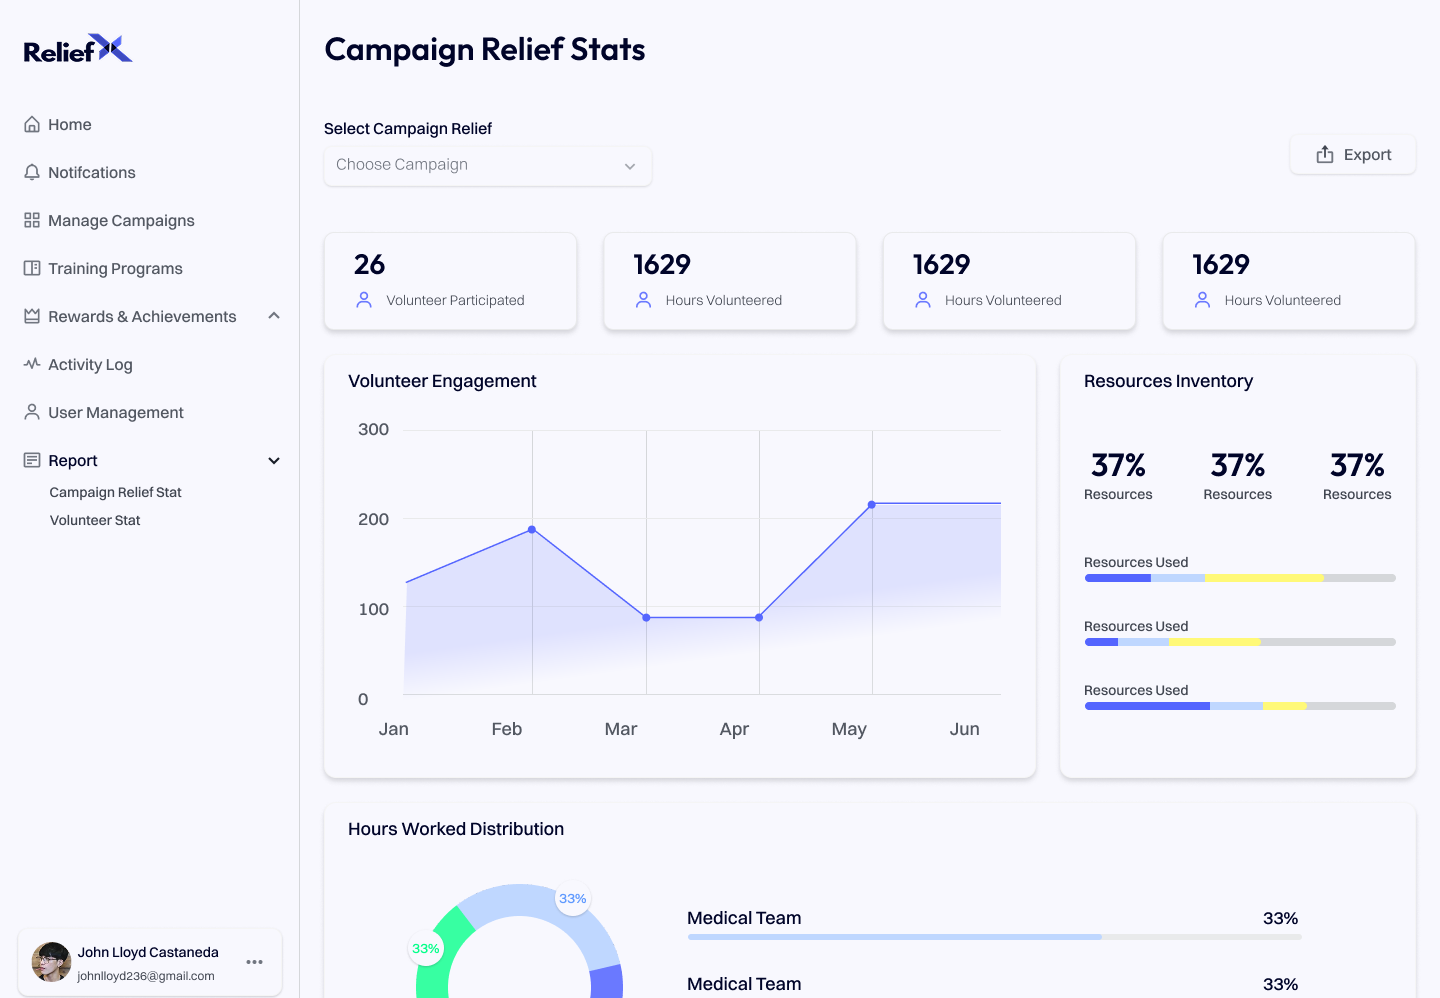 Relief
Home
Notifcations
Manage Campaigns
Training Programs
Rewards & Achievements
Activity Log
User Management
Report
Campaign Relief Stat
Volunteer Stat
John Lloyd Castaneda
johnlloyd236@gmail.com
Campaign Relief Stats
Select Campaign Relief
Choose Campaign
Export
26
Volunteer Participated
1629
Hours Volunteered
1629
Hours Volunteered
1629
Hours Volunteered
Volunteer Engagement
300
200
100
0
Jan Feb Mar Apr May Jun
Resources Inventory
37% 37% 37%
Resources Resources Resources
Resources Used
Resources Used
Resources Used
Hours Worked Distribution
33%
33%
Medical Team 33%
Medical Team 33%